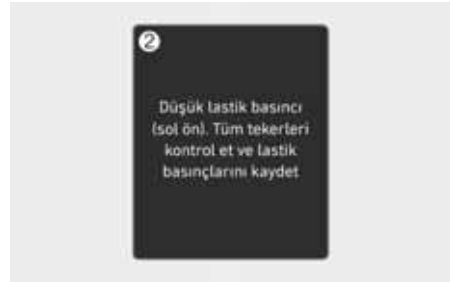 2
Düşük lastik basıncı
(sol ön). Tüm tekerleri
kontrol et ve lastik
basınçlarını kaydet